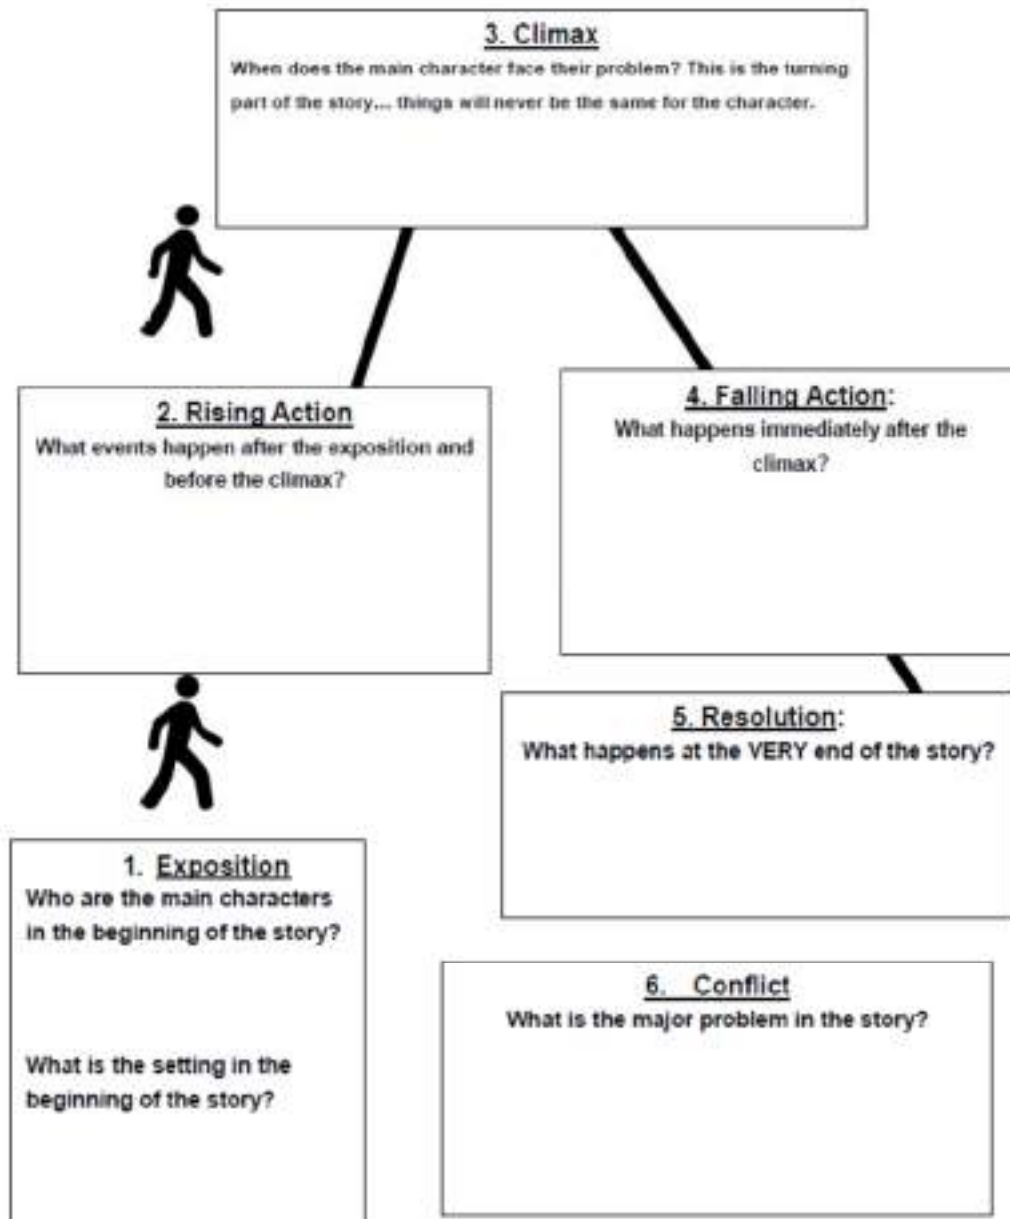 3. Climax
When does the main character face their problem? This is the turning
part of the story... things will never be the same for the character.
2. Rising Action
What events happen after the exposition and
before the climax?
4. Falling Action:
What happens immediately after the
climax?
5. Resolution:
What happens at the VERY end of the story?
1. Exposition
Who are the main characters
in the beginning of the story?
What is the setting in the
beginning of the story?
6. Conflict
What is the major problem in the story?